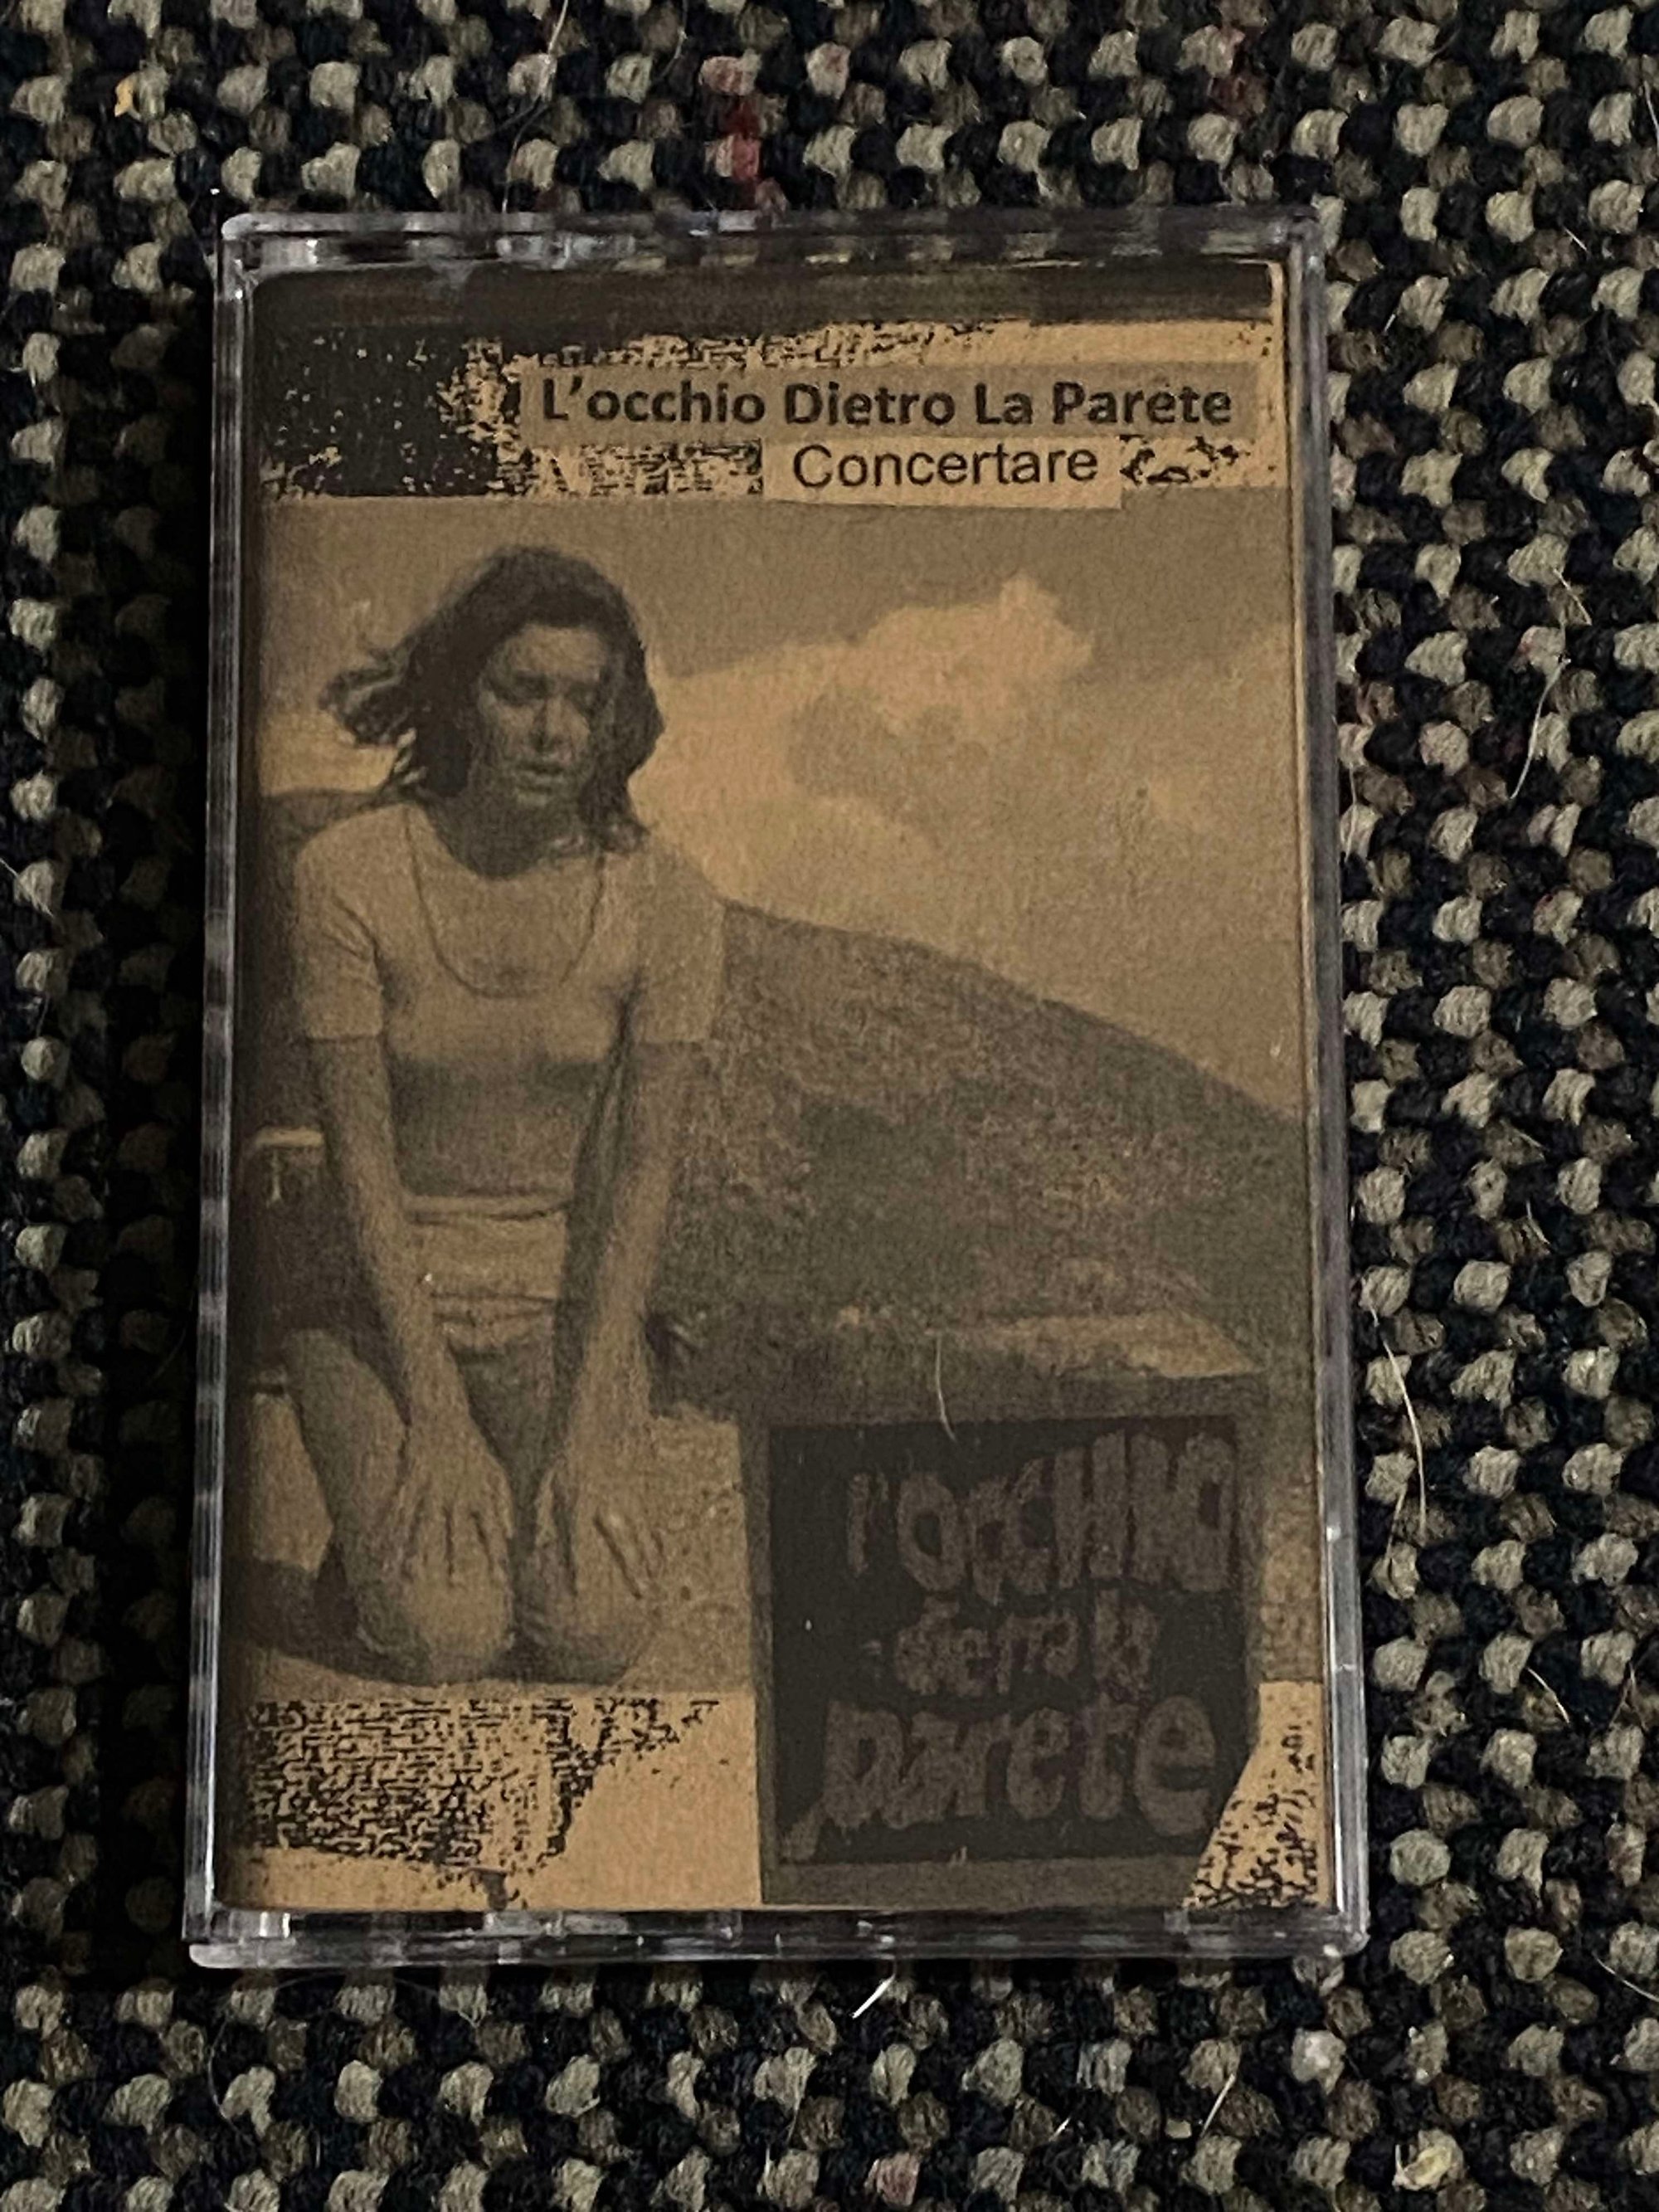 L'occhio Dietro La Parete
Concertare
l'occhio
dietro la
parete